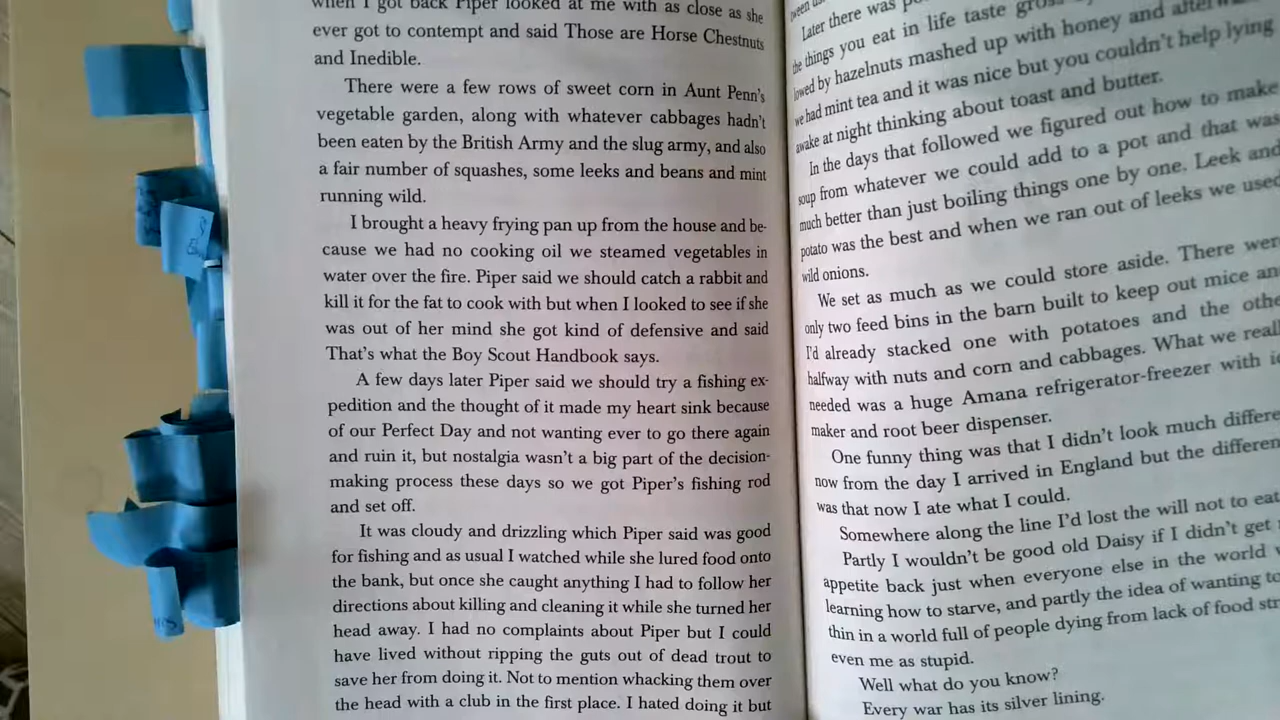 when I got back Piper looked at me with as close as she
ever got to contempt and said Those are Horse Chestnuts
and Inedible.
There were a few rows of sweet corn in Aunt Penn's
vegetable garden, along with whatever cabbages hadn't
been eaten by the British Army and the slug army, and also
a fair number of squashes, some leeks and beans and mint
running wild.
I brought a heavy frying pan up from the house and be-
cause we had no cooking oil we steamed vegetables in
water over the fire. Piper said we should catch a rabbit and
kill it for the fat to cook with but when I looked to see if she
was out of her mind she got kind of defensive and said
That's what the Boy Scout Handbook says.
A few days later Piper said we should try a fishing ex-
pedition and the thought of it made my heart sink because
of our Perfect Day and not wanting ever to go there again
and ruin it, but nostalgia wasn't a big part of the decision-
making process these days so we got Piper's fishing rod
and set off.
It was cloudy and drizzling which Piper said was good
for fishing and as usual I watched while she lured food onto
the bank, but once she caught anything I had to follow her
directions about killing and cleaning it while she turned her
head away. I had no complaints about Piper but I could
have lived without ripping the guts out of dead trout to
save her from doing it. Not to mention whacking them over
the head with a club in the first place. I hated doing it but
Later there was
the things you eat in life taste
lowed by hazelnuts mashed up with honey and
we had mint tea and it was nice but you couldn't help lying
awake at night thinking about toast and butter.
In the days that followed we figured out how to make
soup from whatever we could add to a pot and that was
much better than just boiling things one by one. Leek and
potato was the best and when we ran out of leeks we used
wild onions.
We set as much as we could store aside. There were
only two feed bins in the barn built to keep out mice an
I'd already stacked one with potatoes and the othe
halfway with nuts and corn and cabbages. What we reall
needed was a huge Amana refrigerator-freezer with ic
maker and root beer dispenser.
One funny thing was that I didn't look much differe
now from the day I arrived in England but the differen
was that now I ate what I could.
Somewhere along the line I'd lost the will not to eat
Partly I wouldn't be good old Daisy if I didn't get
appetite back just when everyone else in the world
learning how to starve, and partly the idea of wanting to
thin in a world full of people dying from lack of food str
even me as stupid.
Well what do you know?
Every war has its silver lining.